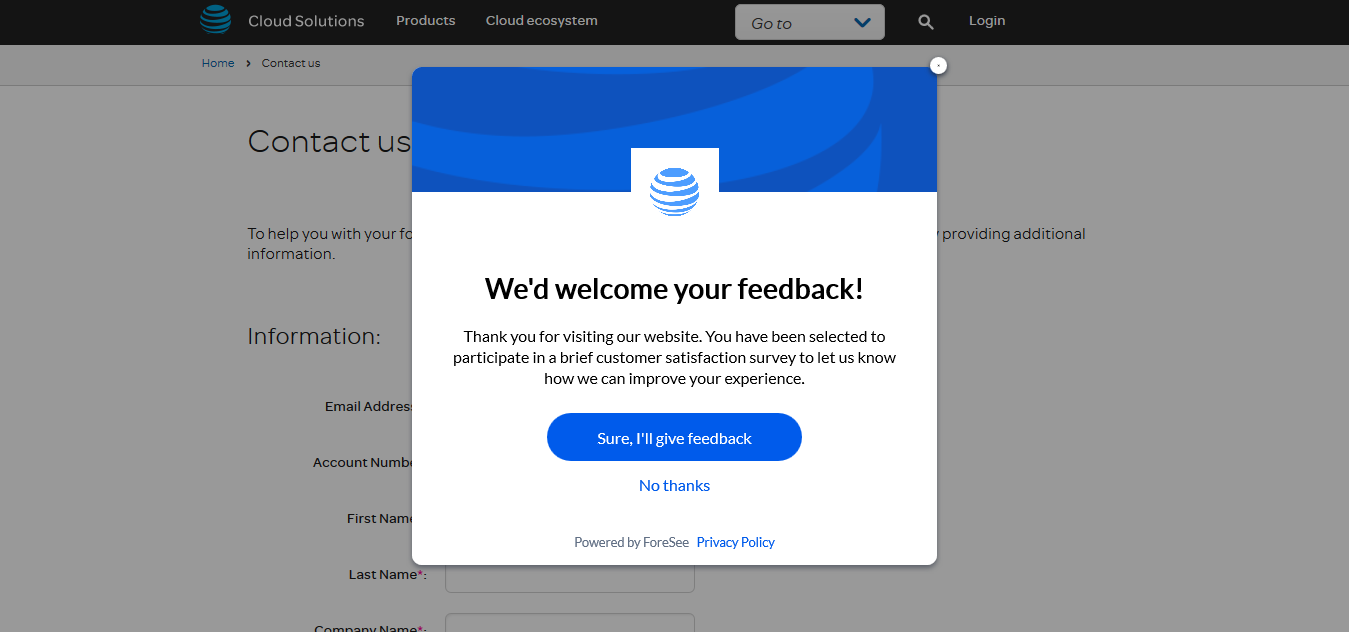 Cloud Solutions Products Cloud ecosystem Go to Login
Home Contact us
Contact us
To help you with your
providing additional
information.
We'd welcome your feedback!
Information:
Thank you for visiting our website. You have been selected to
participate in a brief customer satisfaction survey to let us know
how we can improve your experience.
Email Address
Sure, I'll give feedback
Account
No thanks
First Name
Powered by ForeSee Privacy Policy
Last Name*:
Company Name*: